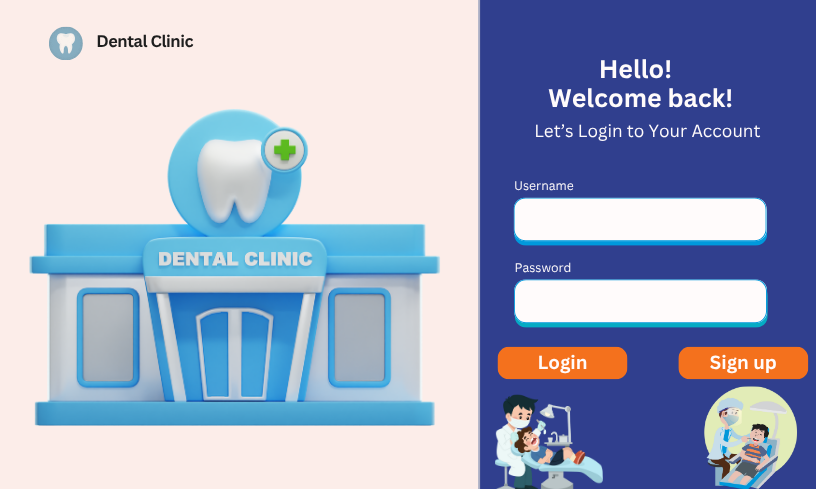 Dental Clinic
DENTAL CLINIC
Hello!
Welcome back!
Let’s Login to Your Account
Username
Password
Login
Sign up